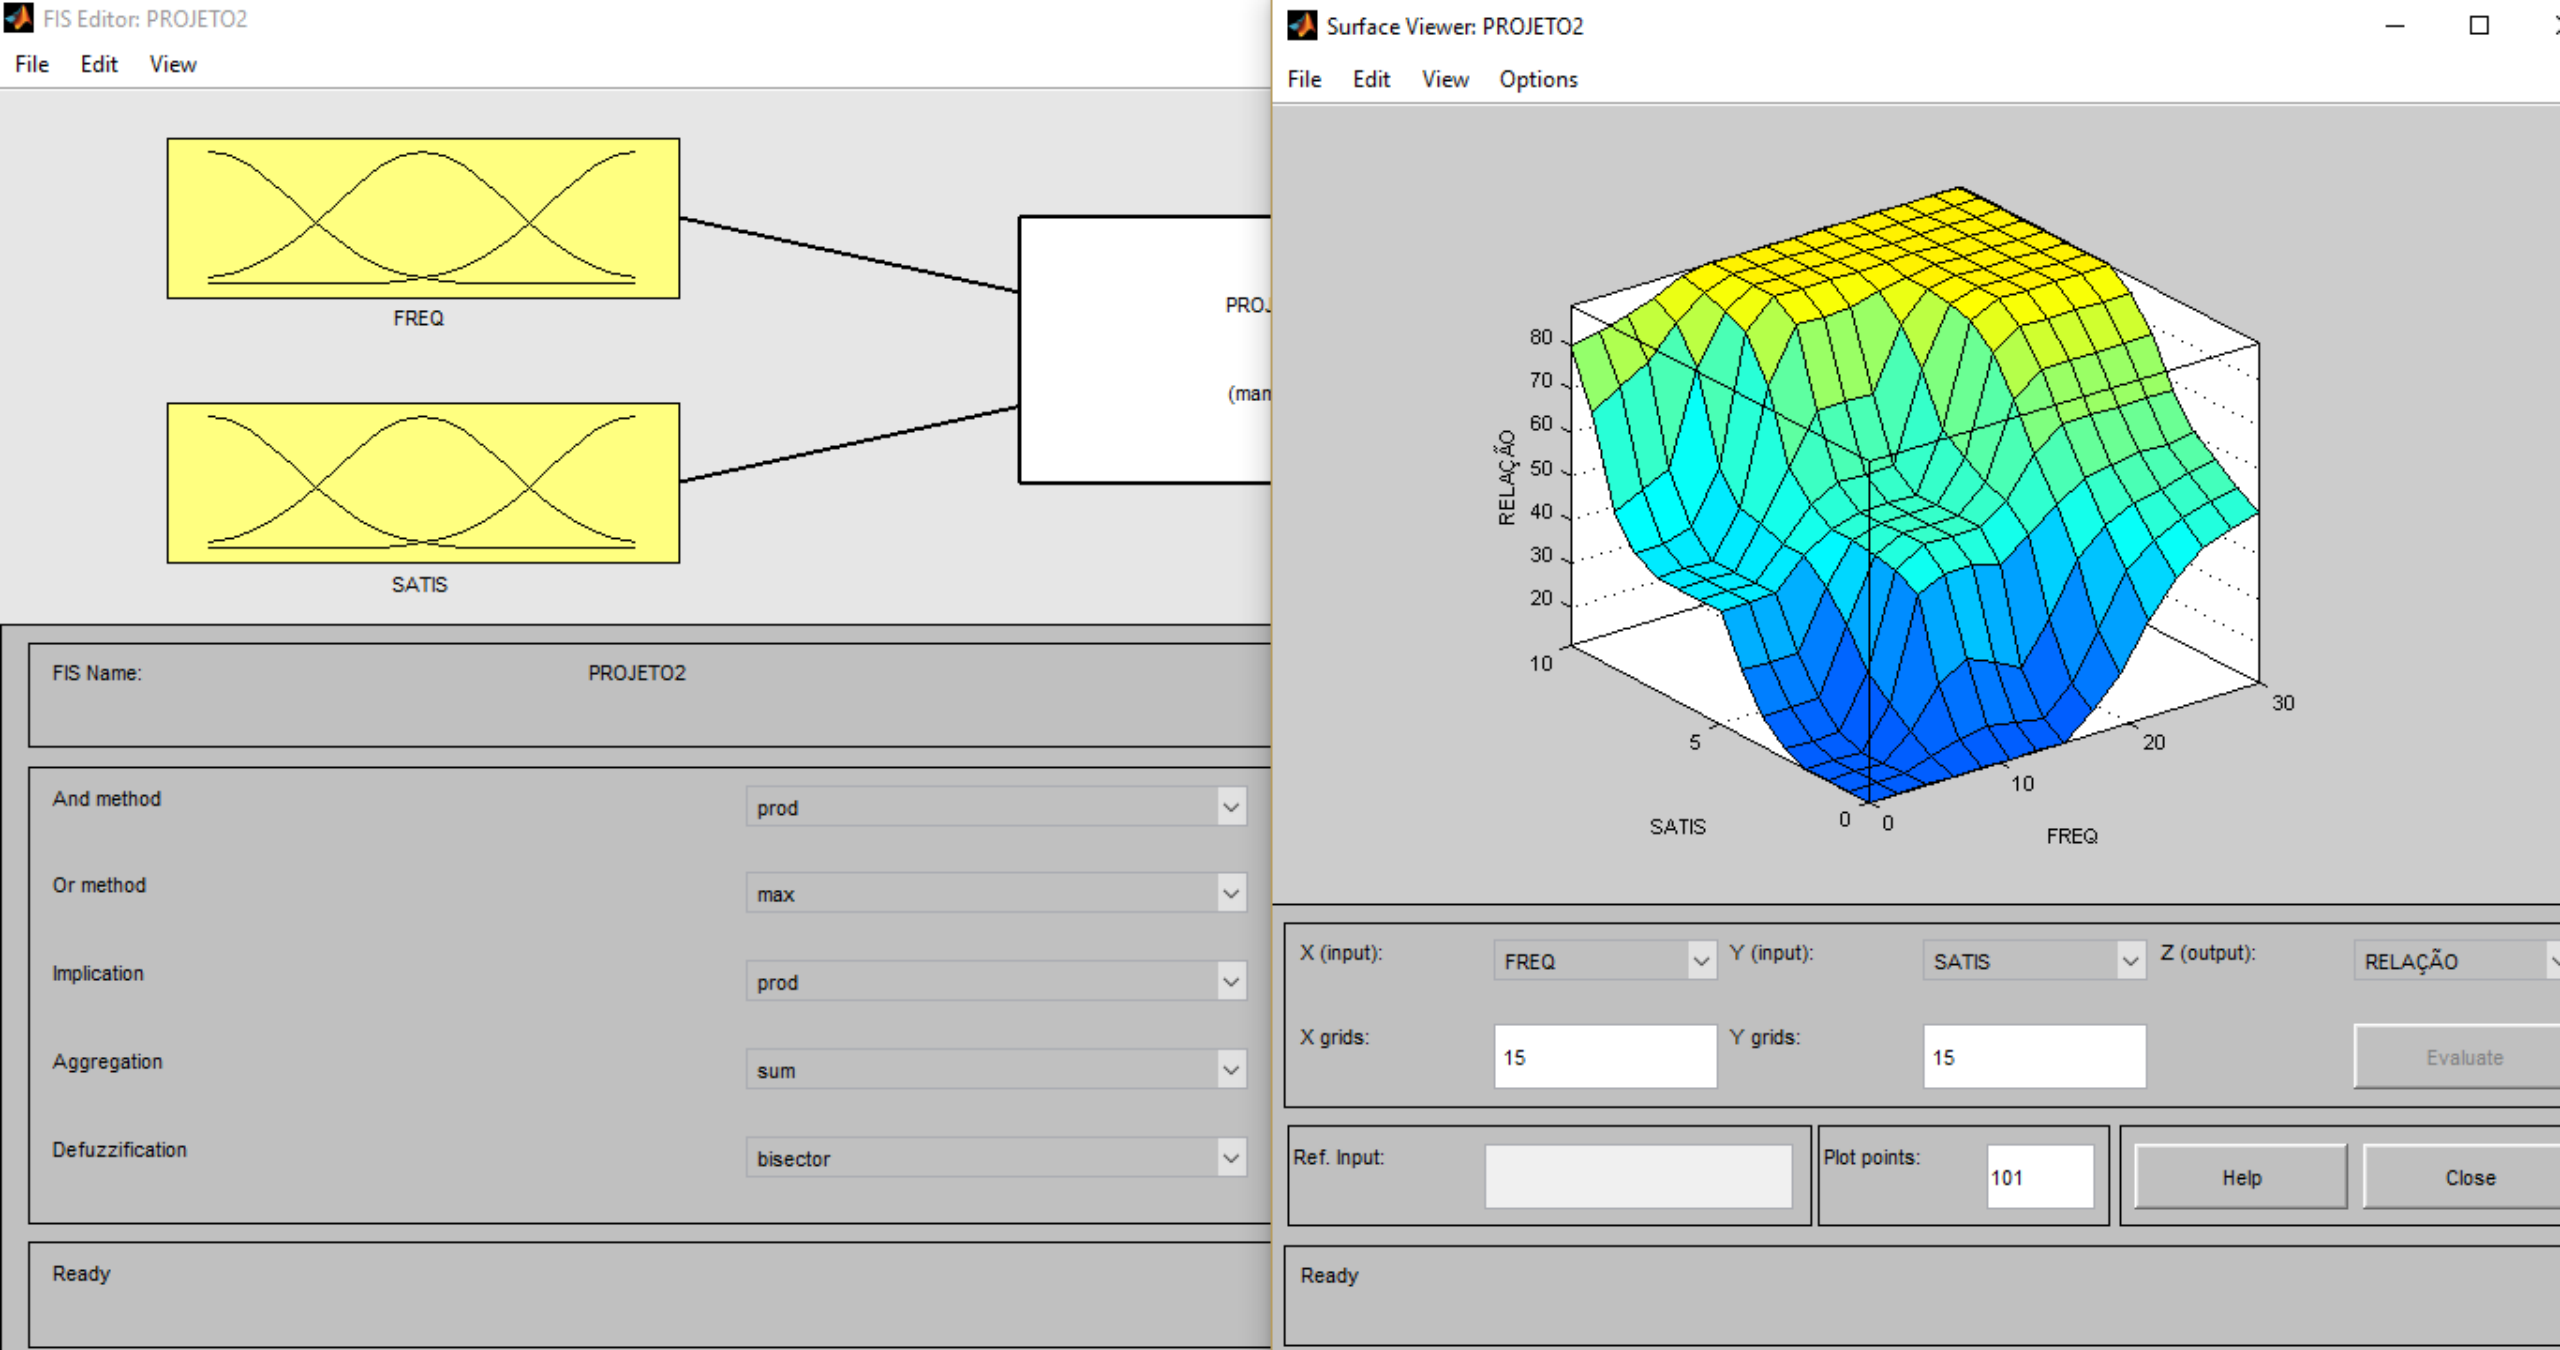 FIS Editor: PROJETO2
File Edit View
FREQ
SATIS
PROJ
(mam
FIS Name: PROJETO2
And method prod
Or method max
Implication prod
Aggregation sum
Defuzzification bisector
Ready
Surface Viewer: PROJETO2
File Edit View Options
80
70
60
50
40
30
20
RELAÇÃO
10
5
0
SATIS
0
10
20
30
FREQ
X (input): FREQ Y (input): SATIS Z (output): RELAÇÃO
X grids: 15 Y grids: 15 Evaluate
Ref. Input: Plot points: 101 Help Close
Ready